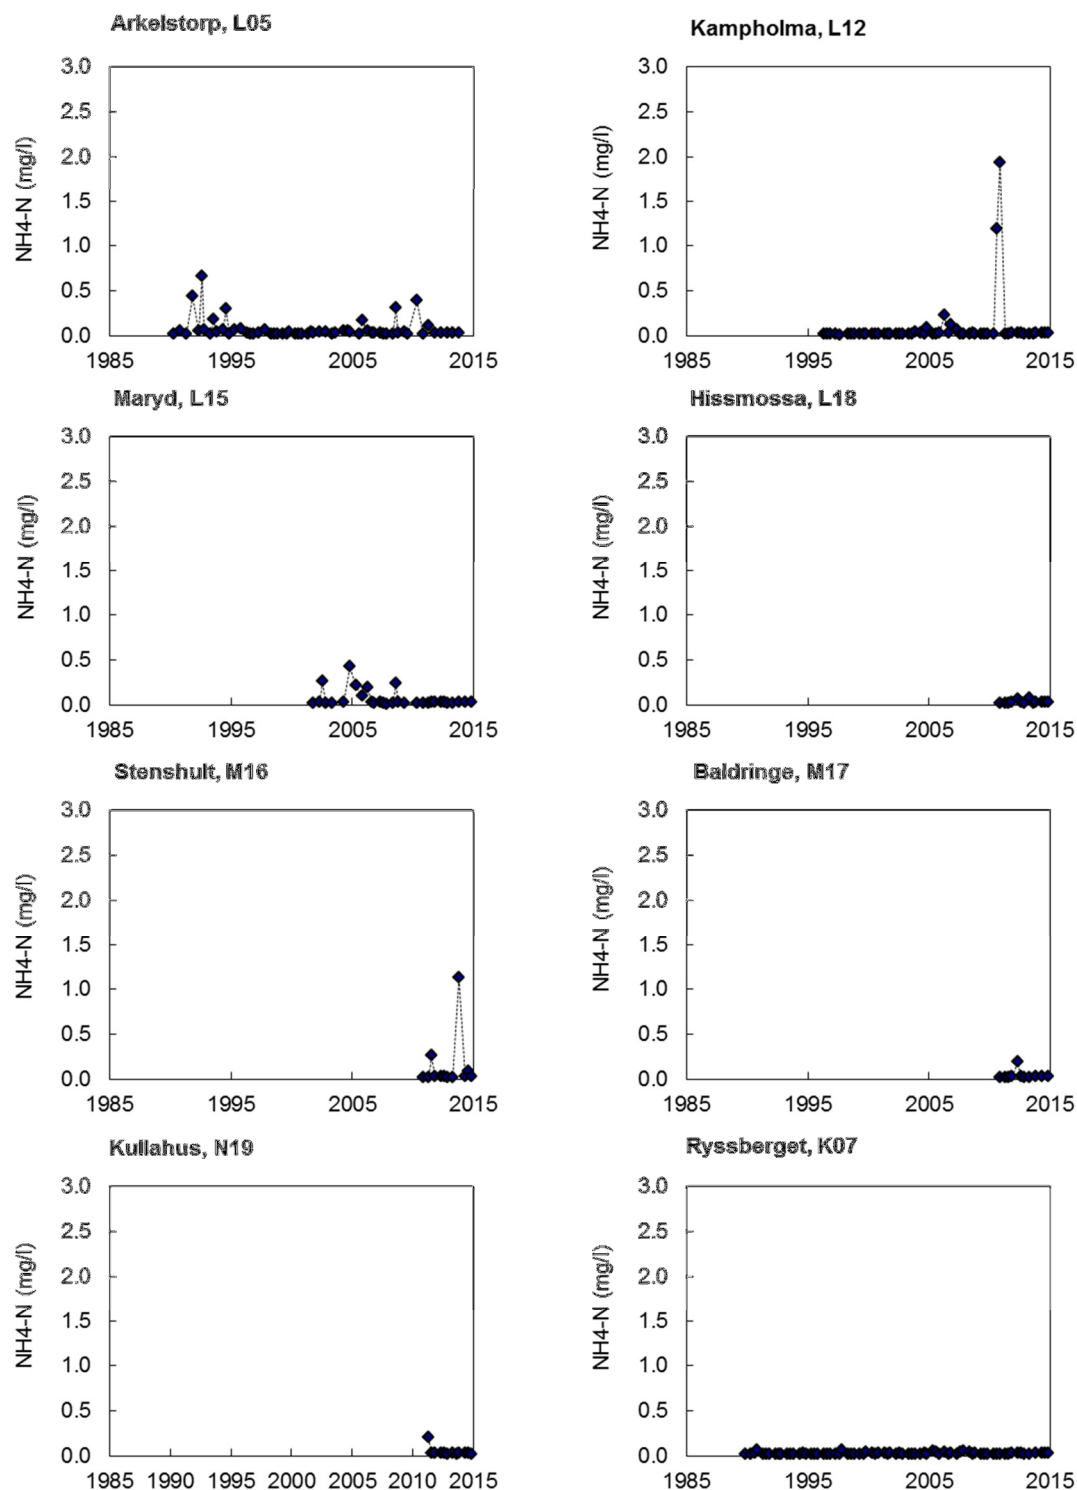 Arkelstorp, L05
NH4-N (mg/l)
3.0
2.5
2.0
1.5
1.0
0.5
0.0
1985 1995 2005 2015
Kampholma, L12
NH4-N (mg/l)
3.0
2.5
2.0
1.5
1.0
0.5
0.0
1985 1995 2005 2015
Maryd, L15
NH4-N (mg/l)
3.0
2.5
2.0
1.5
1.0
0.5
0.0
1985 1995 2005 2015
Hissmossa, L18
NH4-N (mg/l)
3.0
2.5
2.0
1.5
1.0
0.5
0.0
1985 1995 2005 2015
Stenshult, M16
NH4-N (mg/l)
3.0
2.5
2.0
1.5
1.0
0.5
0.0
1985 1995 2005 2015
Baldringe, M17
NH4-N (mg/l)
3.0
2.5
2.0
1.5
1.0
0.5
0.0
1985 1995 2005 2015
Kullahus, N19
NH4-N (mg/l)
3.0
2.5
2.0
1.5
1.0
0.5
0.0
1985 1990 1995 2000 2005 2010 2015
Ryssberget, K07
NH4-N (mg/l)
3.0
2.5
2.0
1.5
1.0
0.5
0.0
1985 1995 2005 2015